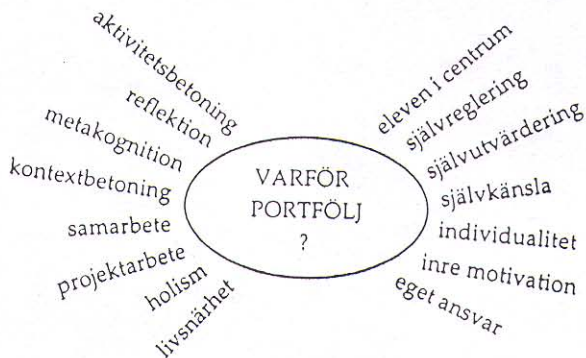 aktivitetsbetoning
reflektion
metakognition
kontextbetoning
samarbete
projektarbete
holism
livsnärhet
VARFÖR
PORTFÖLJ
?
eleven i centrum
självreglering
självutvärdering
självkänsla
individualitet
inre motivation
eget ansvar